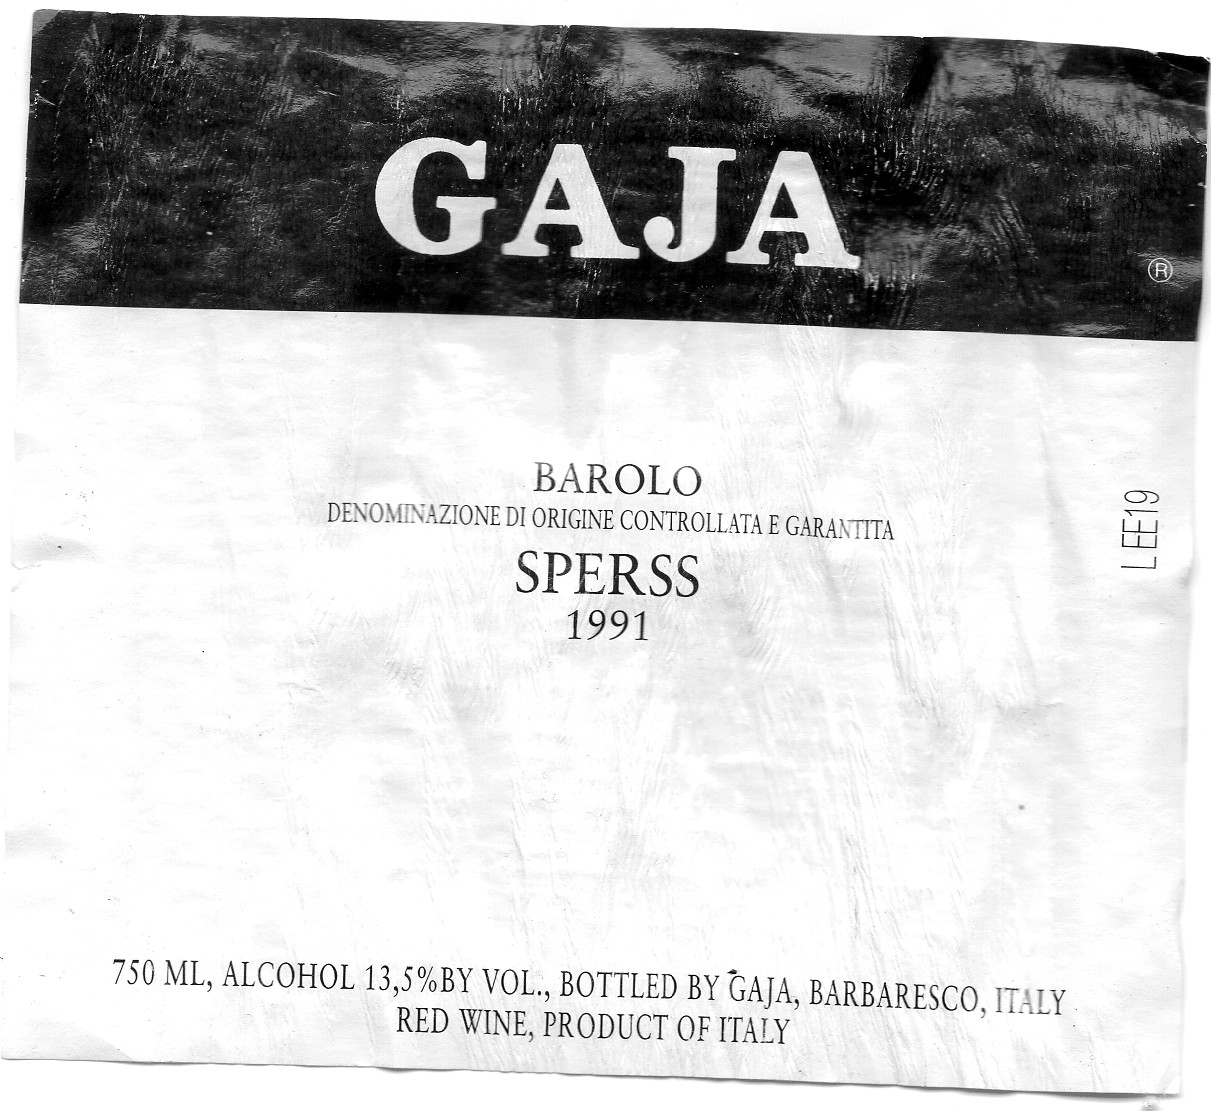 GAJA
®
BAROLO
DENOMINAZIONE DI ORIGINE CONTROLLATA E GARANTITA
SPERSS
1991
L EE19
750 ML, ALCOHOL 13,5%BY VOL., BOTTLED BY GAJA, BARBARESCO, ITALY
RED WINE, PRODUCT OF ITALY